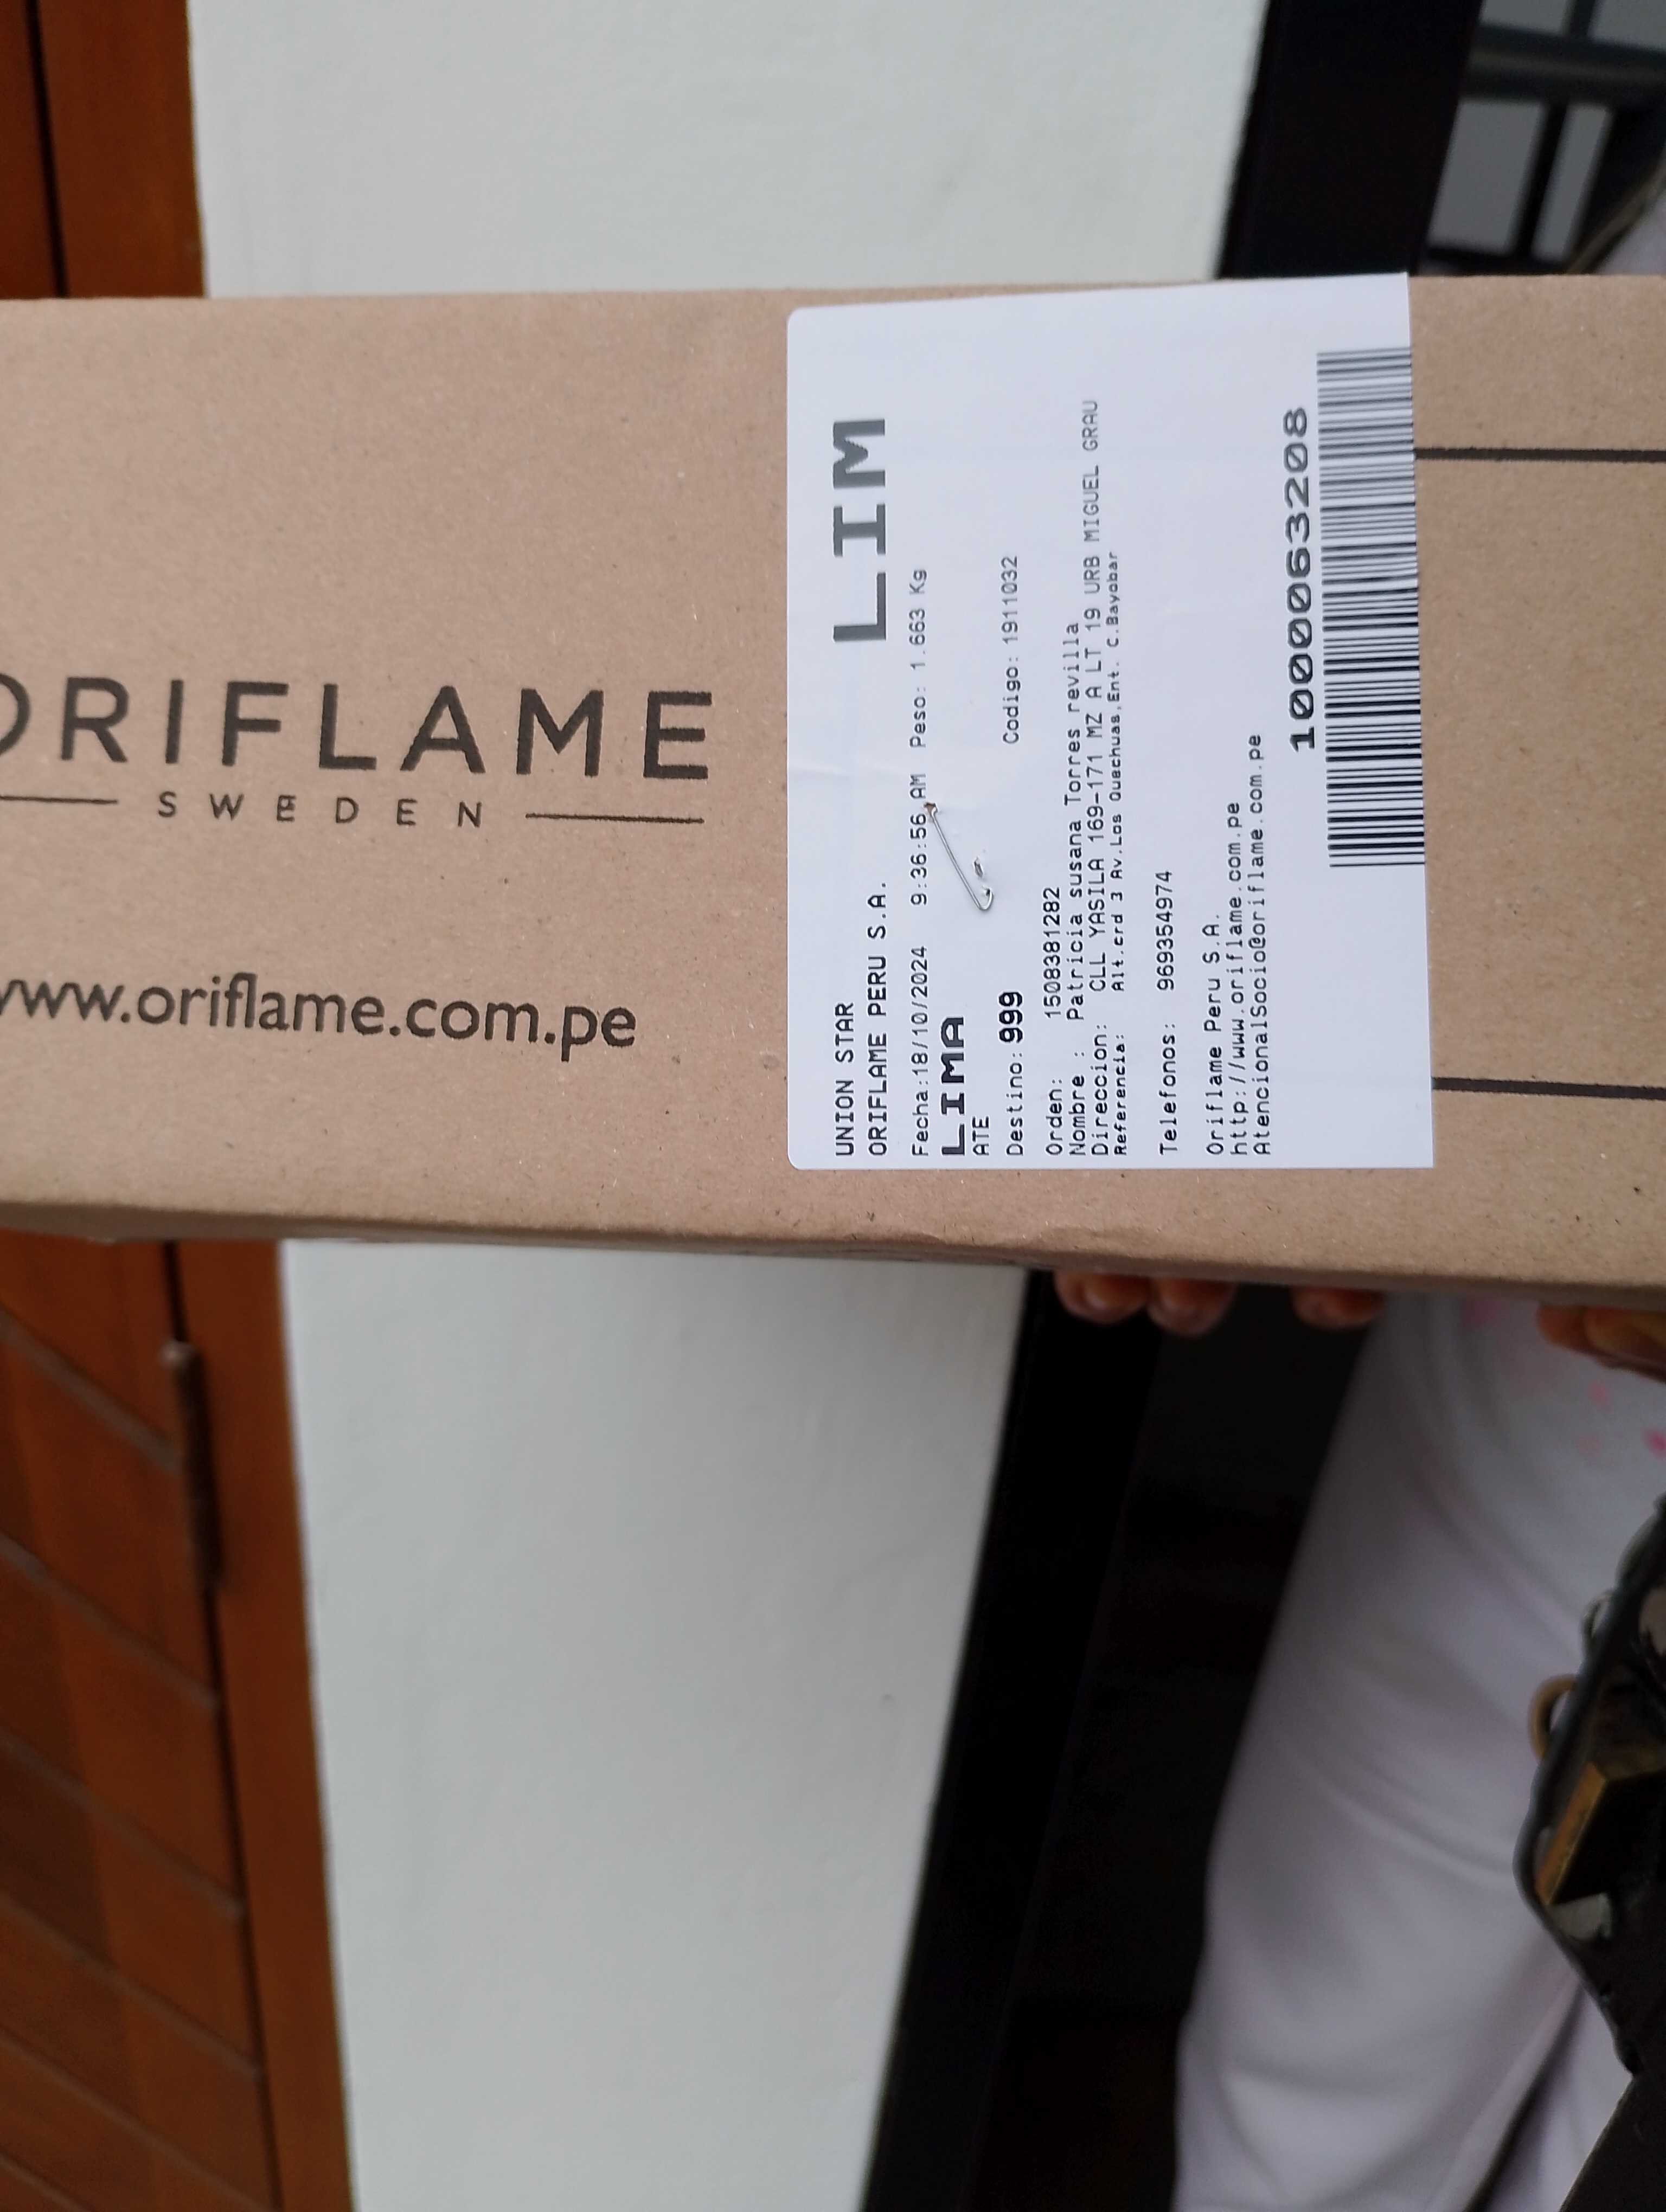 ORIFLAME
SWEDEN
www.oriflame.com.pe
UNION STAR
ORIFLAME PERU S.A.
LIM
Fecha:18/10/2024 9:36:56 AM Peso: 1.663 Kg
LIMA
ATE
Destino: 999 Codigo: 1911032
Orden: 1508381282
Nombre : Patricia susana Torres revilla
Direccion: CLL YASILA 169-171 MZ A LT 19 URB MIGUEL GRAU
Referencia: Alt.crd 3 Av.Los Quechuas,Ent. C.Bayobar
Telefonos: 969354974
Oriflame Peru S.A.
http://www.oriflame.com.pe
AtencionalSocio@oriflame.com.pe
1000063208